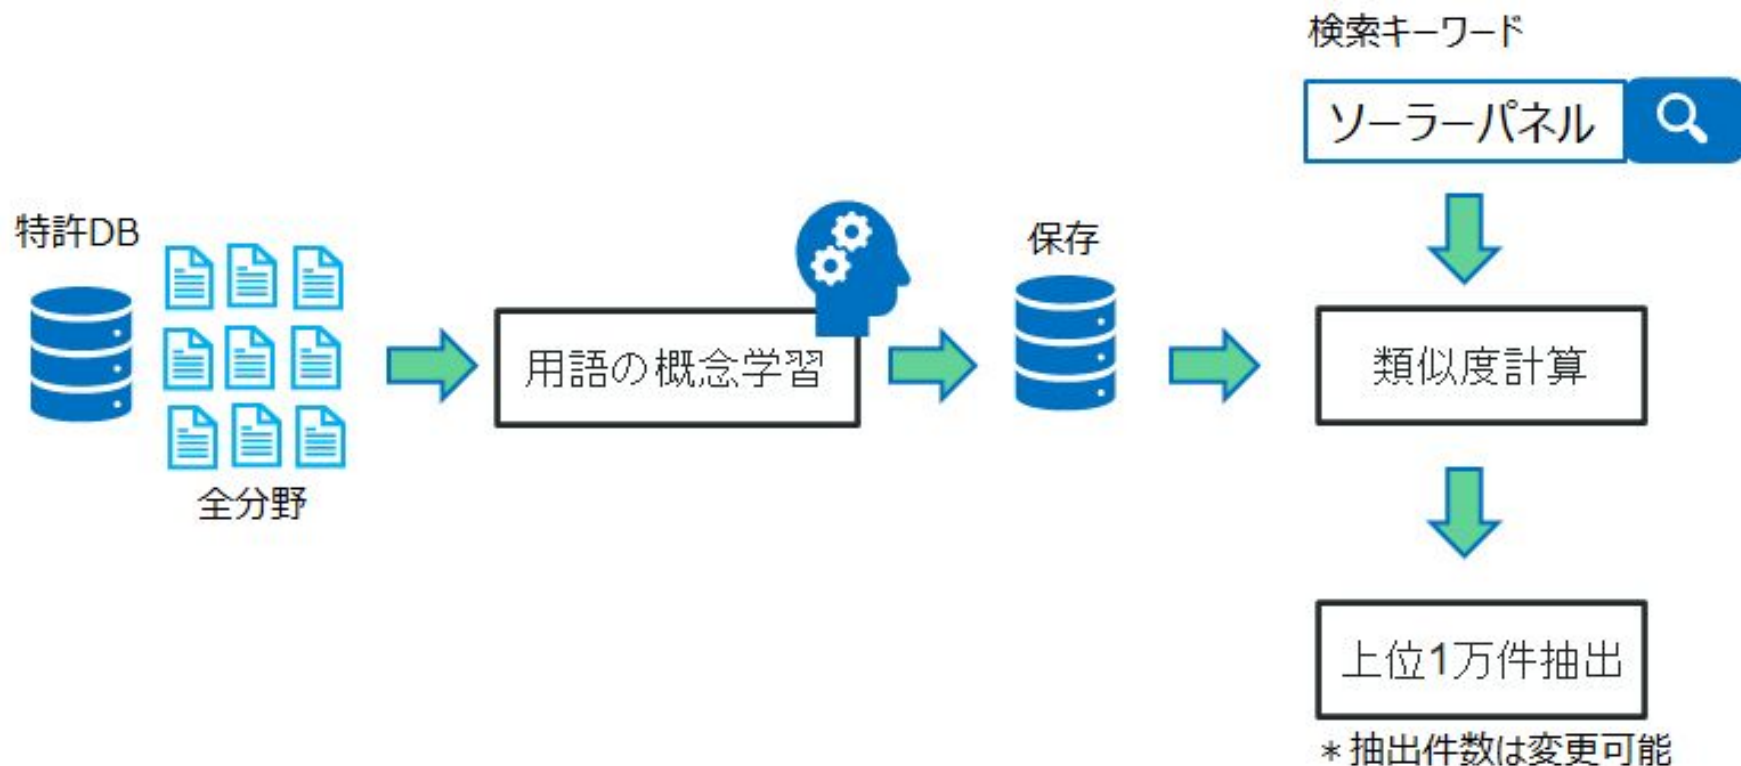 検索キーワード
ソーラーパネル
特許DB
全分野
用語の概念学習
保存
類似度計算
上位1万件抽出
*抽出件数は変更可能